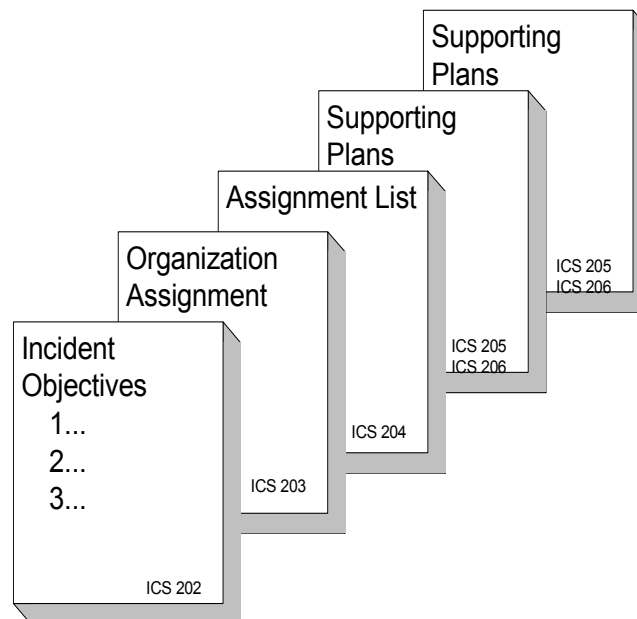 Supporting
Plans
ICS 205
ICS 206
Supporting
Plans
ICS 205
ICS 206
Assignment List
ICS 204
Organization
Assignment
ICS 203
Incident
Objectives
1...
2...
3...
ICS 202